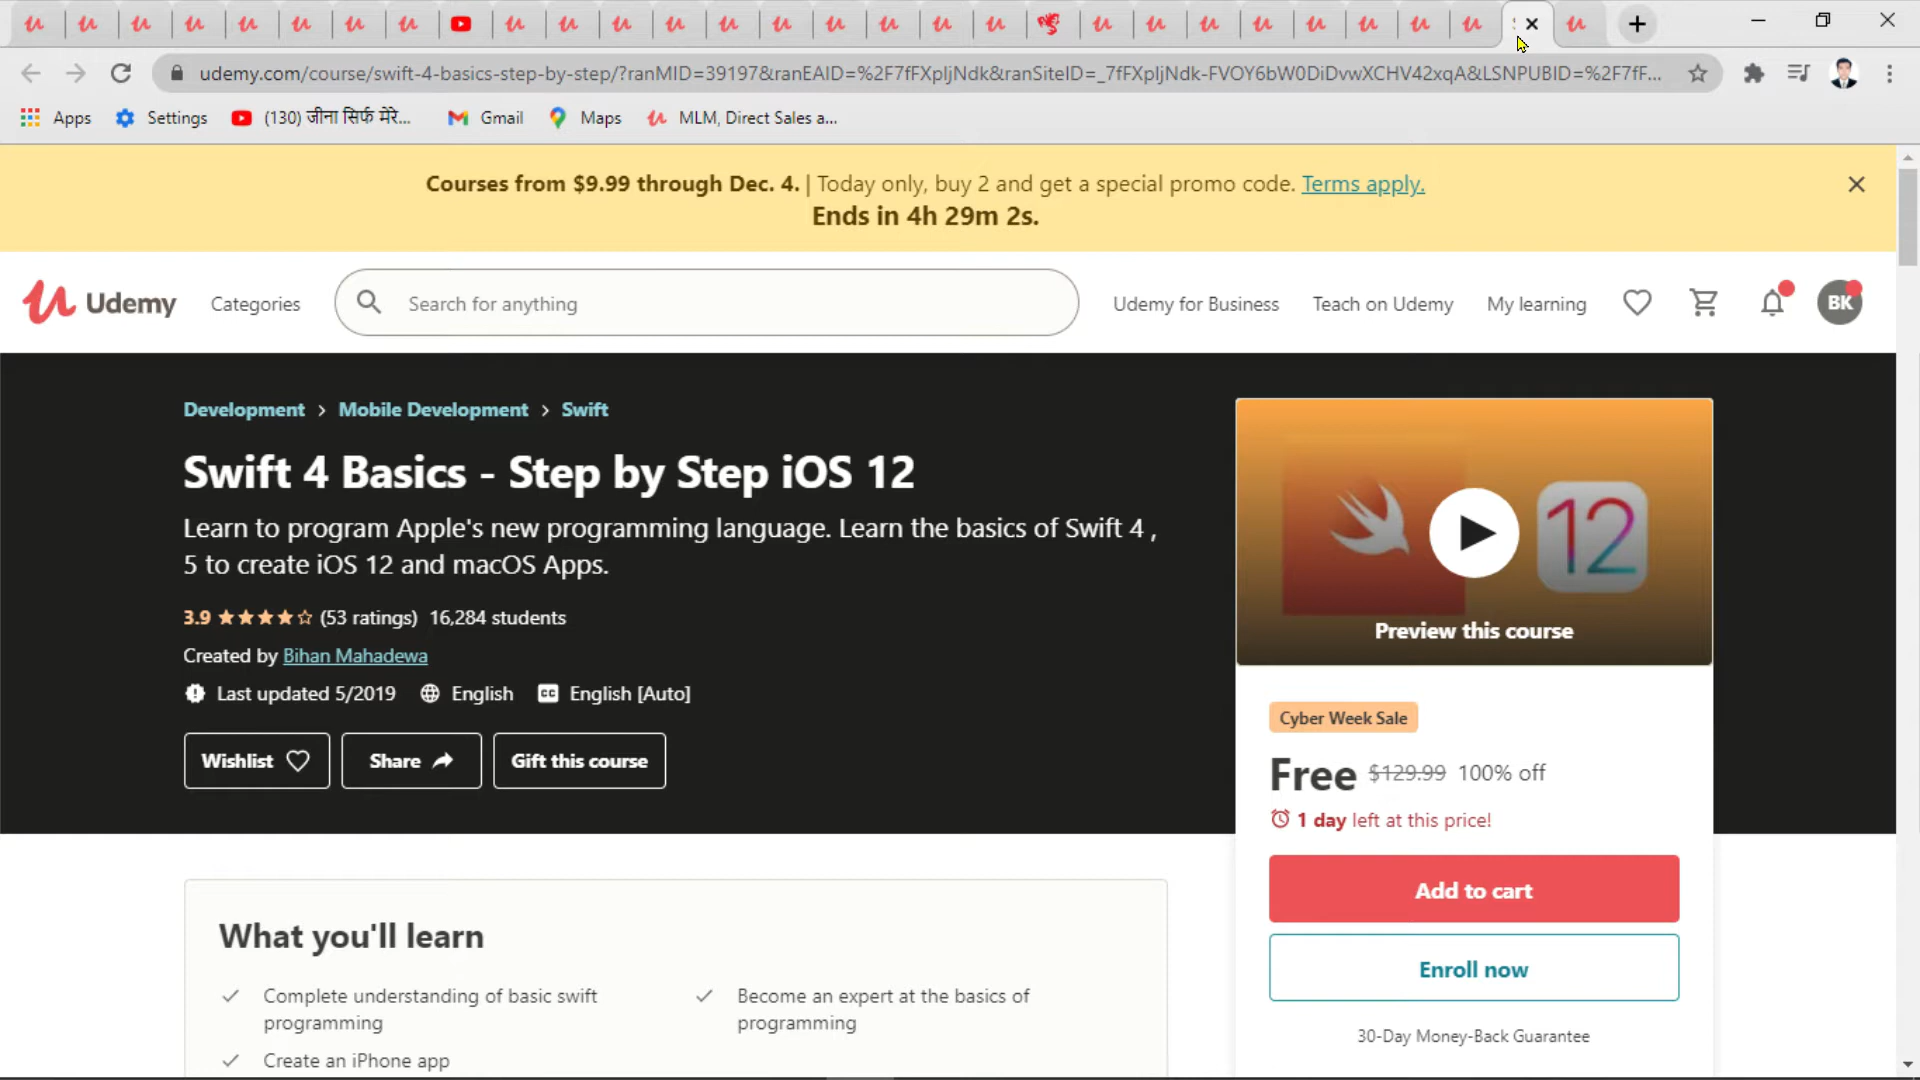 udemy.com/course/swift-4-basics-step-by-step/?ranMID=39197&ranEAID=%2F7fFXpljNdk&ranSiteID=_7fFXpljNdk-FVOY6bW0DiDvwXCHV42xqA&LSNPUBID=%2F7fF...
Apps Settings (130) जीना सिर्फ मेरे... Gmail Maps MLM, Direct Sales a...
Courses from $9.99 through Dec. 4. | Today only, buy 2 and get a special promo code. Terms apply.
Ends in 4h 29m 2s.
Udemy Categories Search for anything Udemy for Business Teach on Udemy My learning BK
Development > Mobile Development > Swift
Swift 4 Basics - Step by Step iOS 12
Learn to program Apple's new programming language. Learn the basics of Swift 4 ,
5 to create iOS 12 and macOS Apps.
3.9 (53 ratings) 16,284 students
Created by Bihan Mahadewa
Last updated 5/2019 English CC English [Auto]
Wishlist Share Gift this course
12
Preview this course
Cyber Week Sale
Free $129.99 100% off
1 day left at this price!
Add to cart
Enroll now
30-Day Money-Back Guarantee
What you'll learn
Complete understanding of basic swift
programming
Become an expert at the basics of
programming
Create an iPhone app